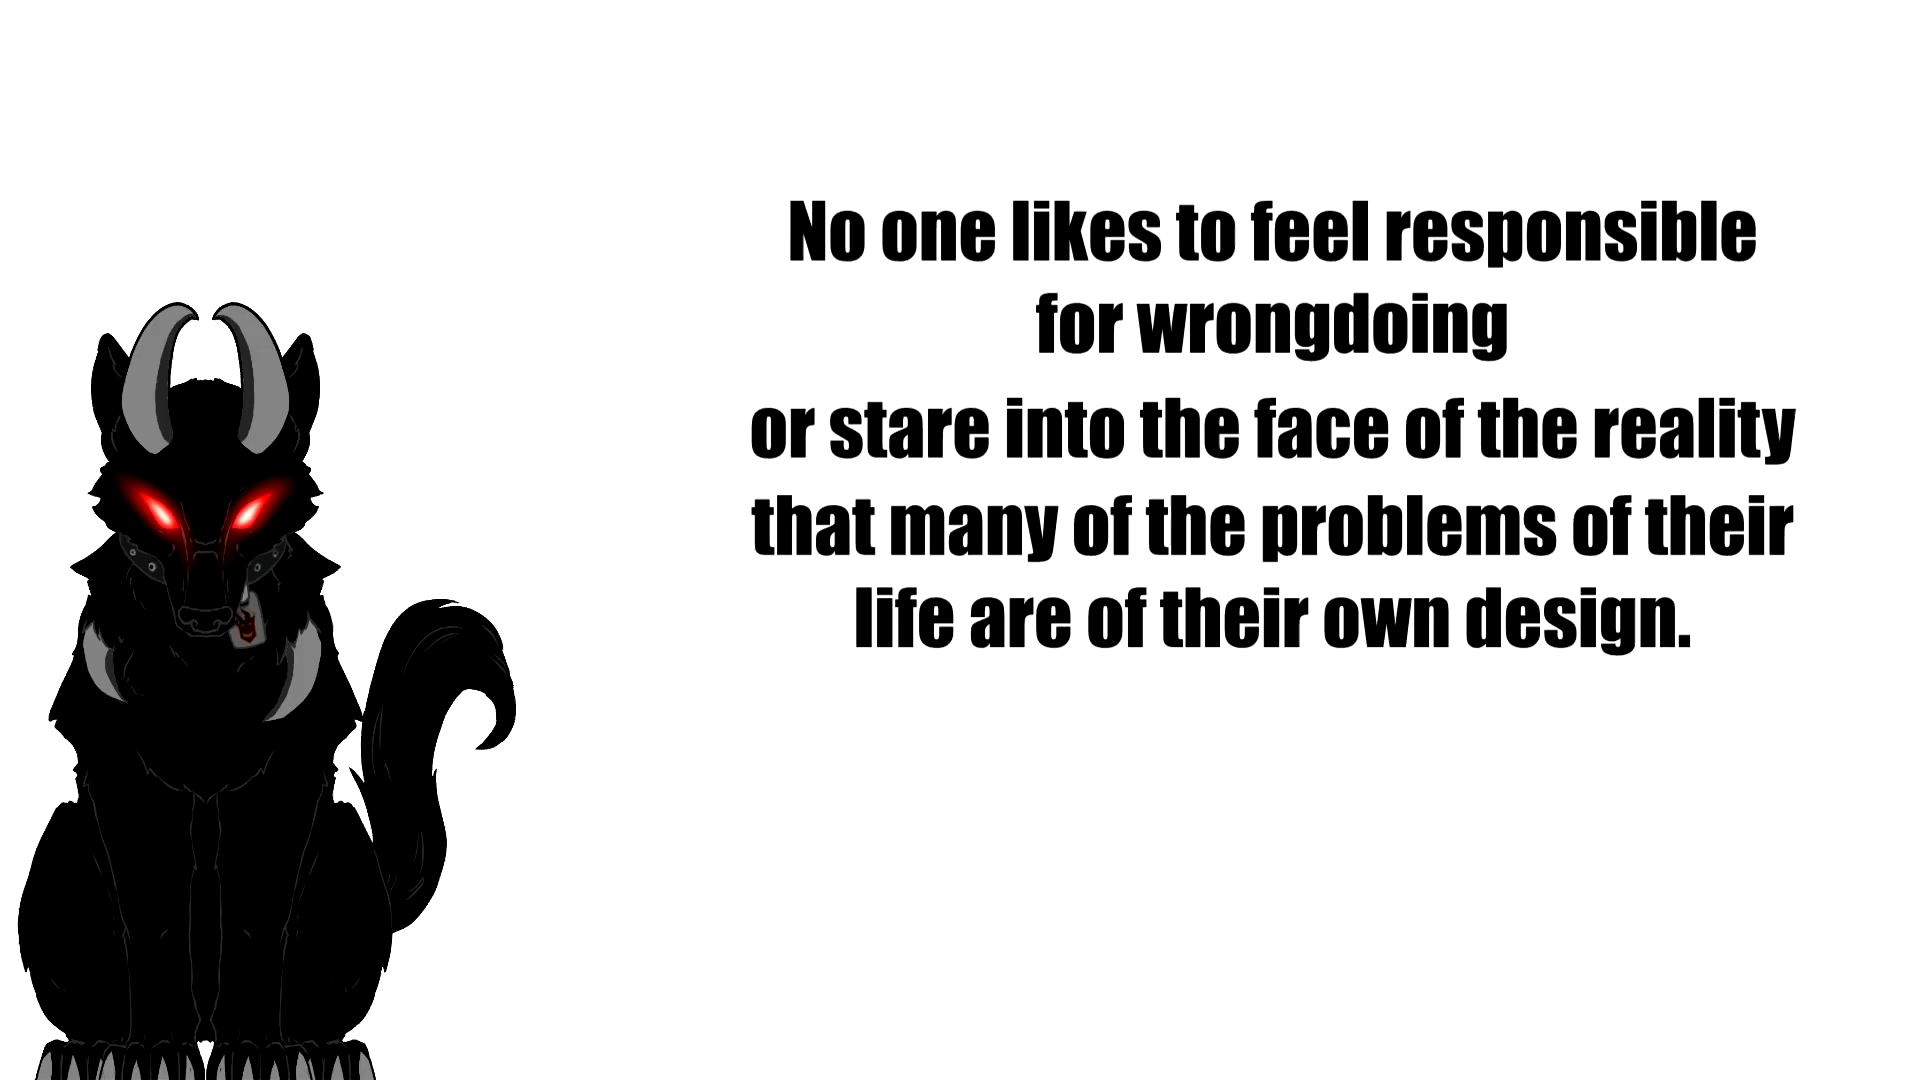 No one likes to feel responsible
for wrongdoing
or stare into the face of the reality
that many of the problems of their
life are of their own design.